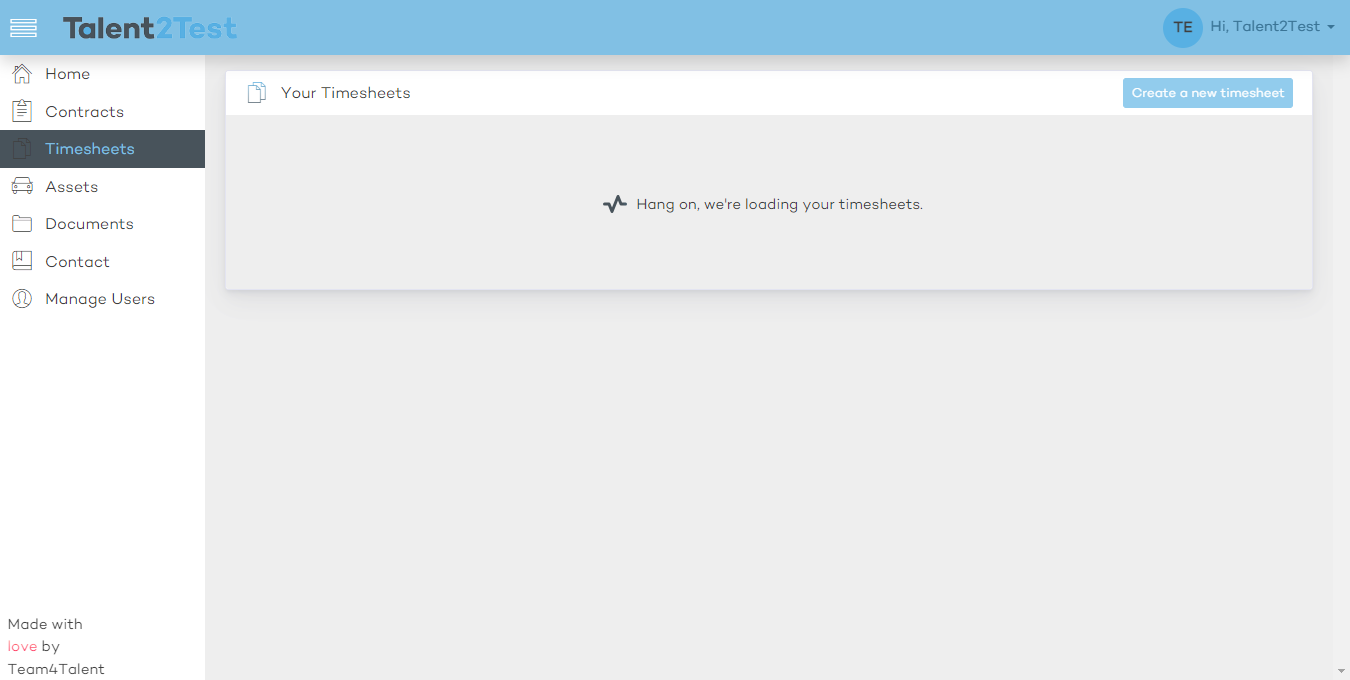 Talent2Test
TE
Hi, Talent2Test
Home
Contracts
Timesheets
Assets
Documents
Contact
Manage Users
Your Timesheets
Create a new timesheet
Hang on, we're loading your timesheets.
Made with
love by
Team4Talent